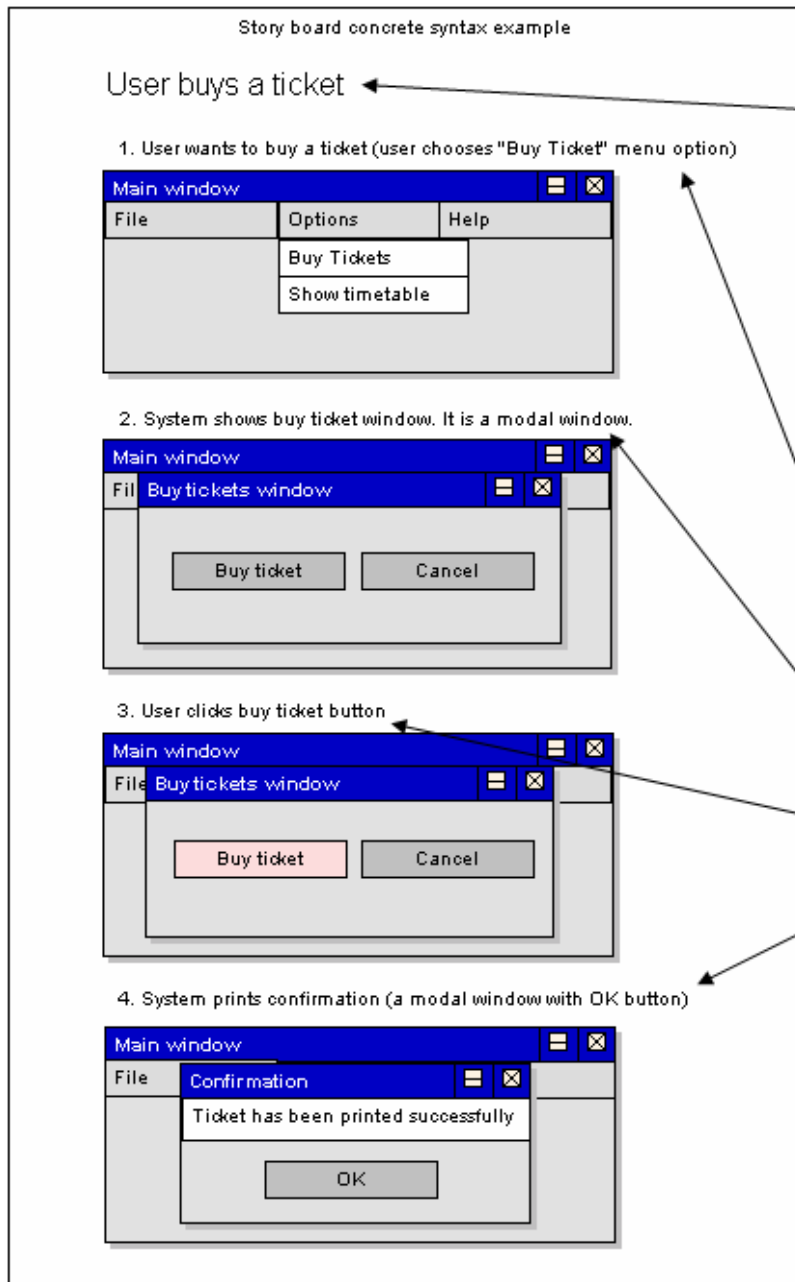 Story board concrete syntax example
User buys a ticket
1. User wants to buy a ticket (user chooses "Buy Ticket" menu option)
Main window
File Options Help
Buy Tickets
Show timetable
2. System shows buy ticket window. It is a modal window.
Main window
Fil
Buy tickets window
Buy ticket Cancel
3. User clicks buy ticket button
Main window
File
Buy tickets window
Buy ticket Cancel
4. System prints confirmation (a modal window with OK button)
Main window
File
Confirmation
Ticket has been printed successfully
OK